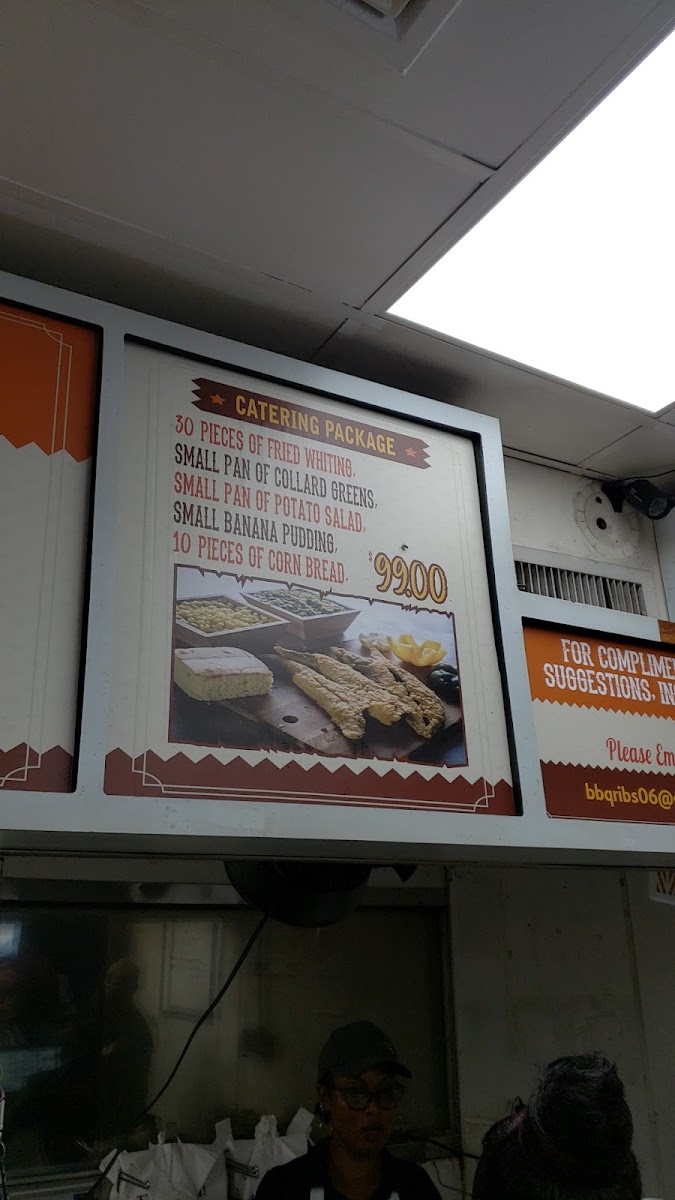 CATERING PACKAGE
30 PIECES OF FRIED WHITING,
SMALL PAN OF COLLARD GREENS,
SMALL PAN OF POTATO SALAD,
SMALL BANANA PUDDING,
10 PIECES OF CORN BREAD.
$99.00
FOR COMPLIME
SUGGESTIONS, IN
Please Em
bbqribs06@